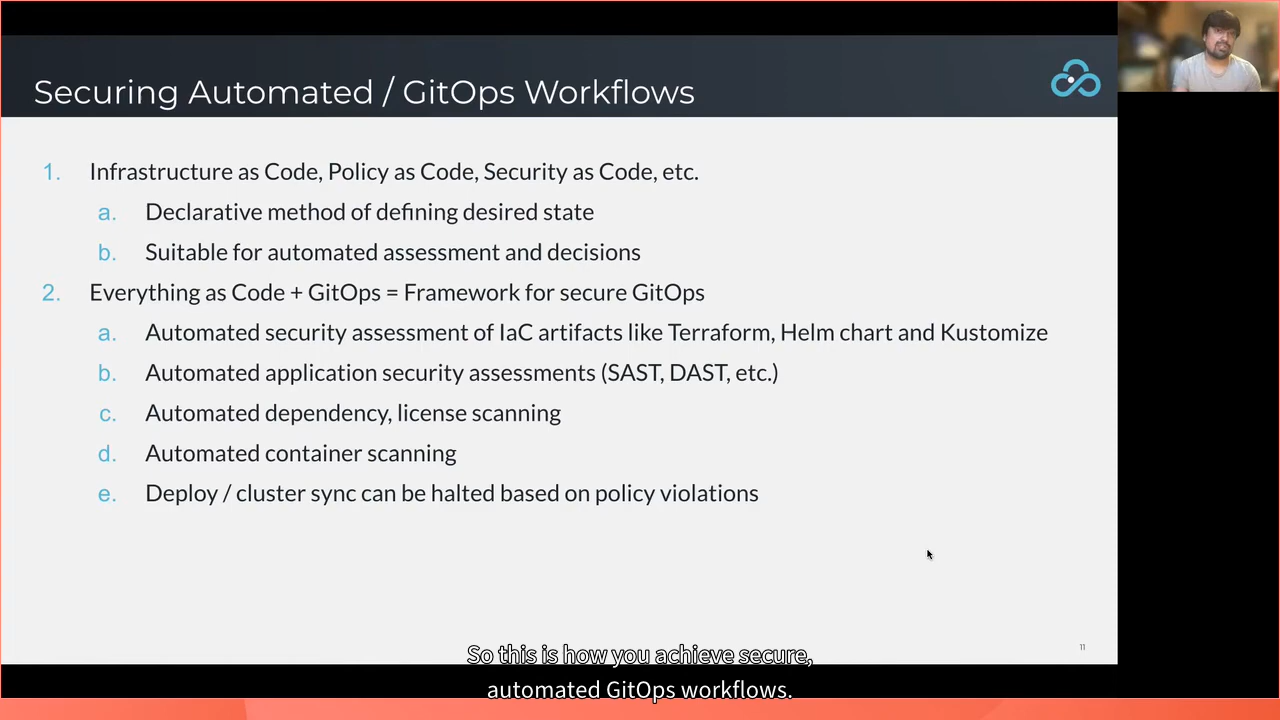 Securing Automated / GitOps Workflows
1. Infrastructure as Code, Policy as Code, Security as Code, etc.
a. Declarative method of defining desired state
b. Suitable for automated assessment and decisions
2. Everything as Code + GitOps = Framework for secure GitOps
a. Automated security assessment of IaC artifacts like Terraform, Helm chart and Kustomize
b. Automated application security assessments (SAST, DAST, etc.)
c. Automated dependency, license scanning
d. Automated container scanning
e. Deploy / cluster sync can be halted based on policy violations
11
So this is how you achieve secure,
automated GitOps workflows.